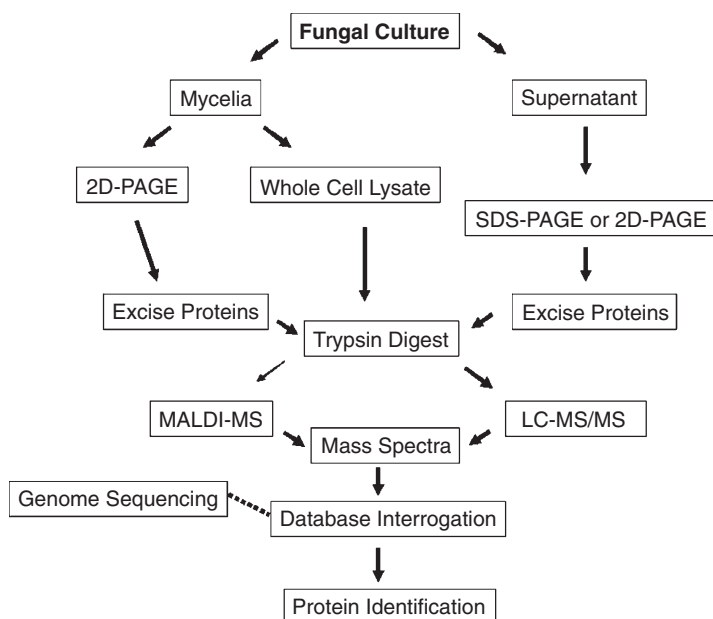 Fungal Culture
Mycelia
Supernatant
2D-PAGE
Whole Cell Lysate
SDS-PAGE or 2D-PAGE
Excise Proteins
Excise Proteins
Trypsin Digest
MALDI-MS
LC-MS/MS
Mass Spectra
Genome Sequencing
Database Interrogation
Protein Identification